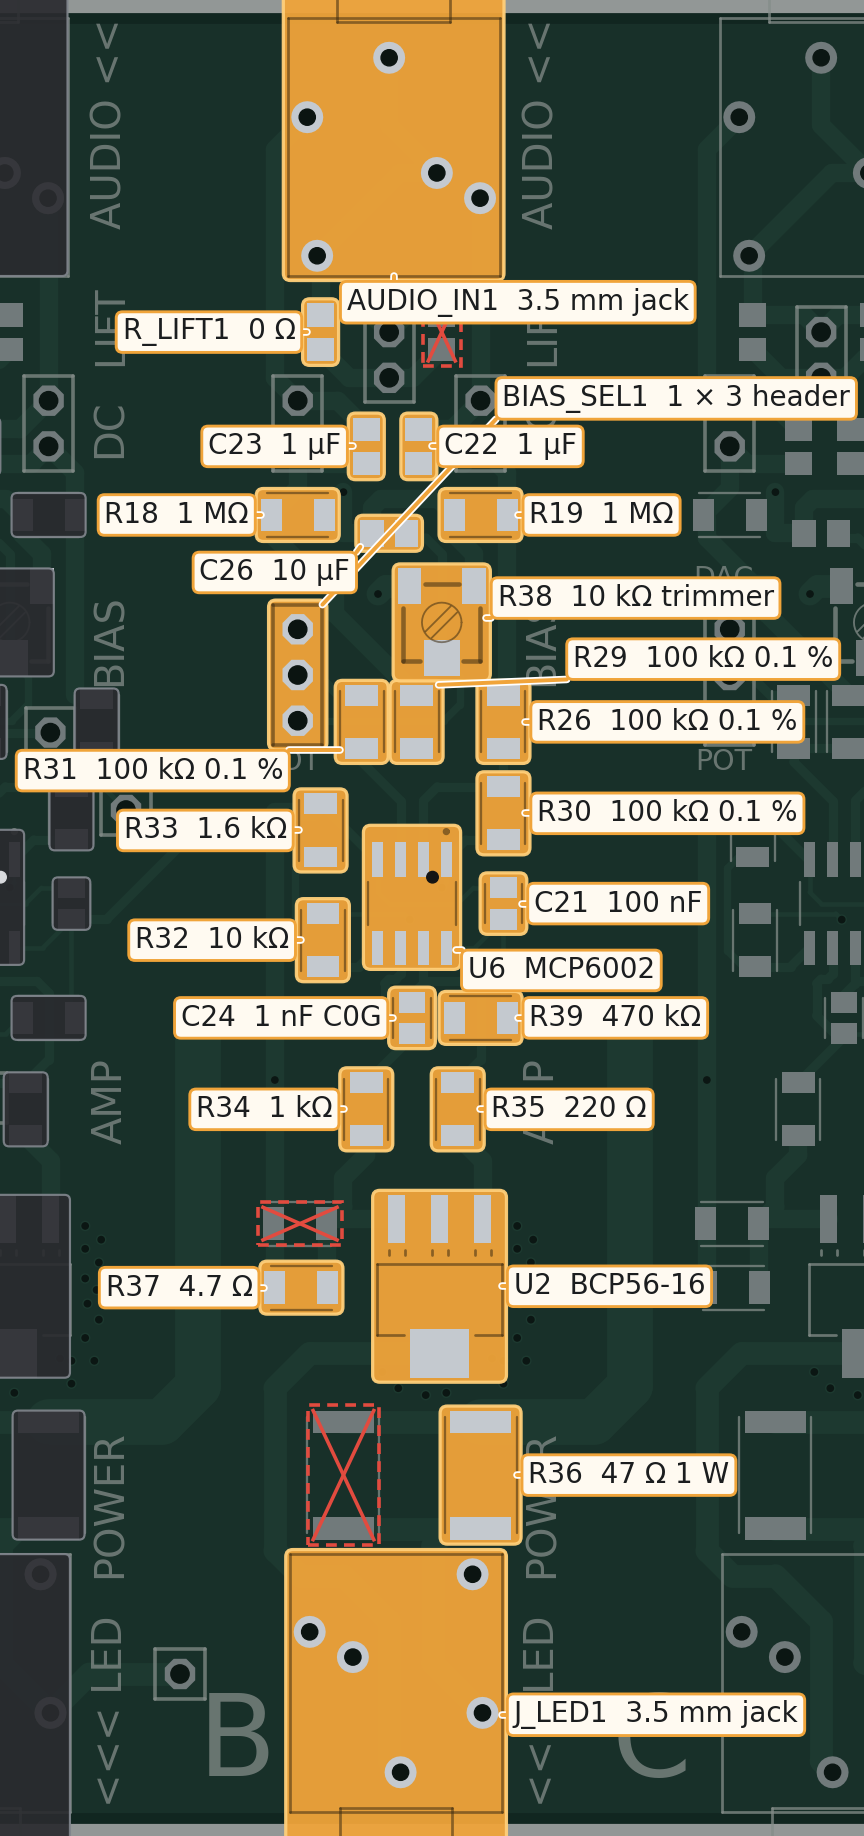 AUDIO <<
AUDIO <<
AUDIO_IN1 3.5 mm jack
R_LIFT1 0 Ω
LIFT
DC
BIAS_SEL1 1 × 3 header
C23 1 µF
C22 1 µF
R18 1 MΩ
R19 1 MΩ
C26 10 µF
R38 10 kΩ trimmer
BIAS
R29 100 kΩ 0.1 %
R26 100 kΩ 0.1 %
R31 100 kΩ 0.1 %
POT
R33 1.6 kΩ
R30 100 kΩ 0.1 %
C21 100 nF
R32 10 kΩ
U6 MCP6002
C24 1 nF C0G
R39 470 kΩ
AMP
R34 1 kΩ
R35 220 Ω
R37 4.7 Ω
U2 BCP56-16
POWER
R36 47 Ω 1 W
<<< LED
LED
B
J_LED1 3.5 mm jack